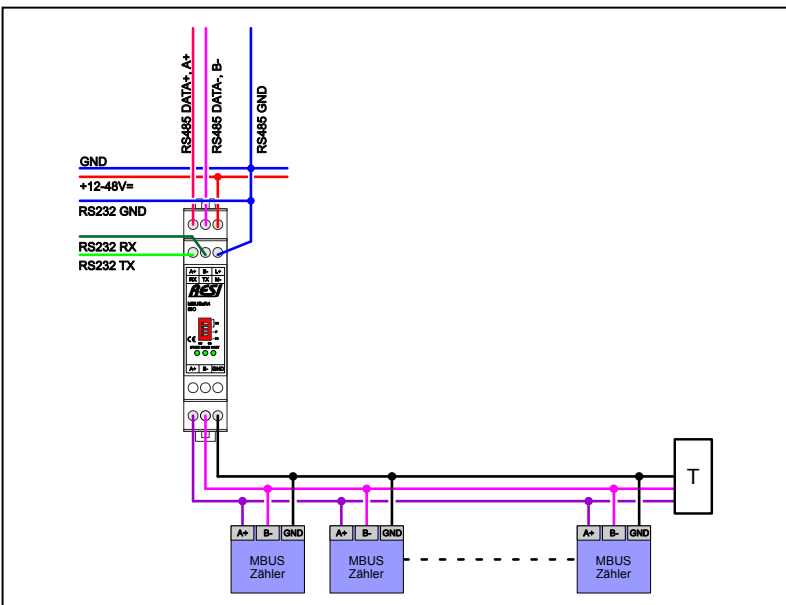 RS485 DATA+, A+
RS485 DATA-, B-
RS485 GND
GND
+12-48V=
RS232 GND
RS232 RX
RS232 TX
A+ B- L+
RX TX M-
RESI
A+ B- GND
T
A+ B- GND
A+ B- GND
A+ B- GND
MBUS
Zähler
MBUS
Zähler
MBUS
Zähler